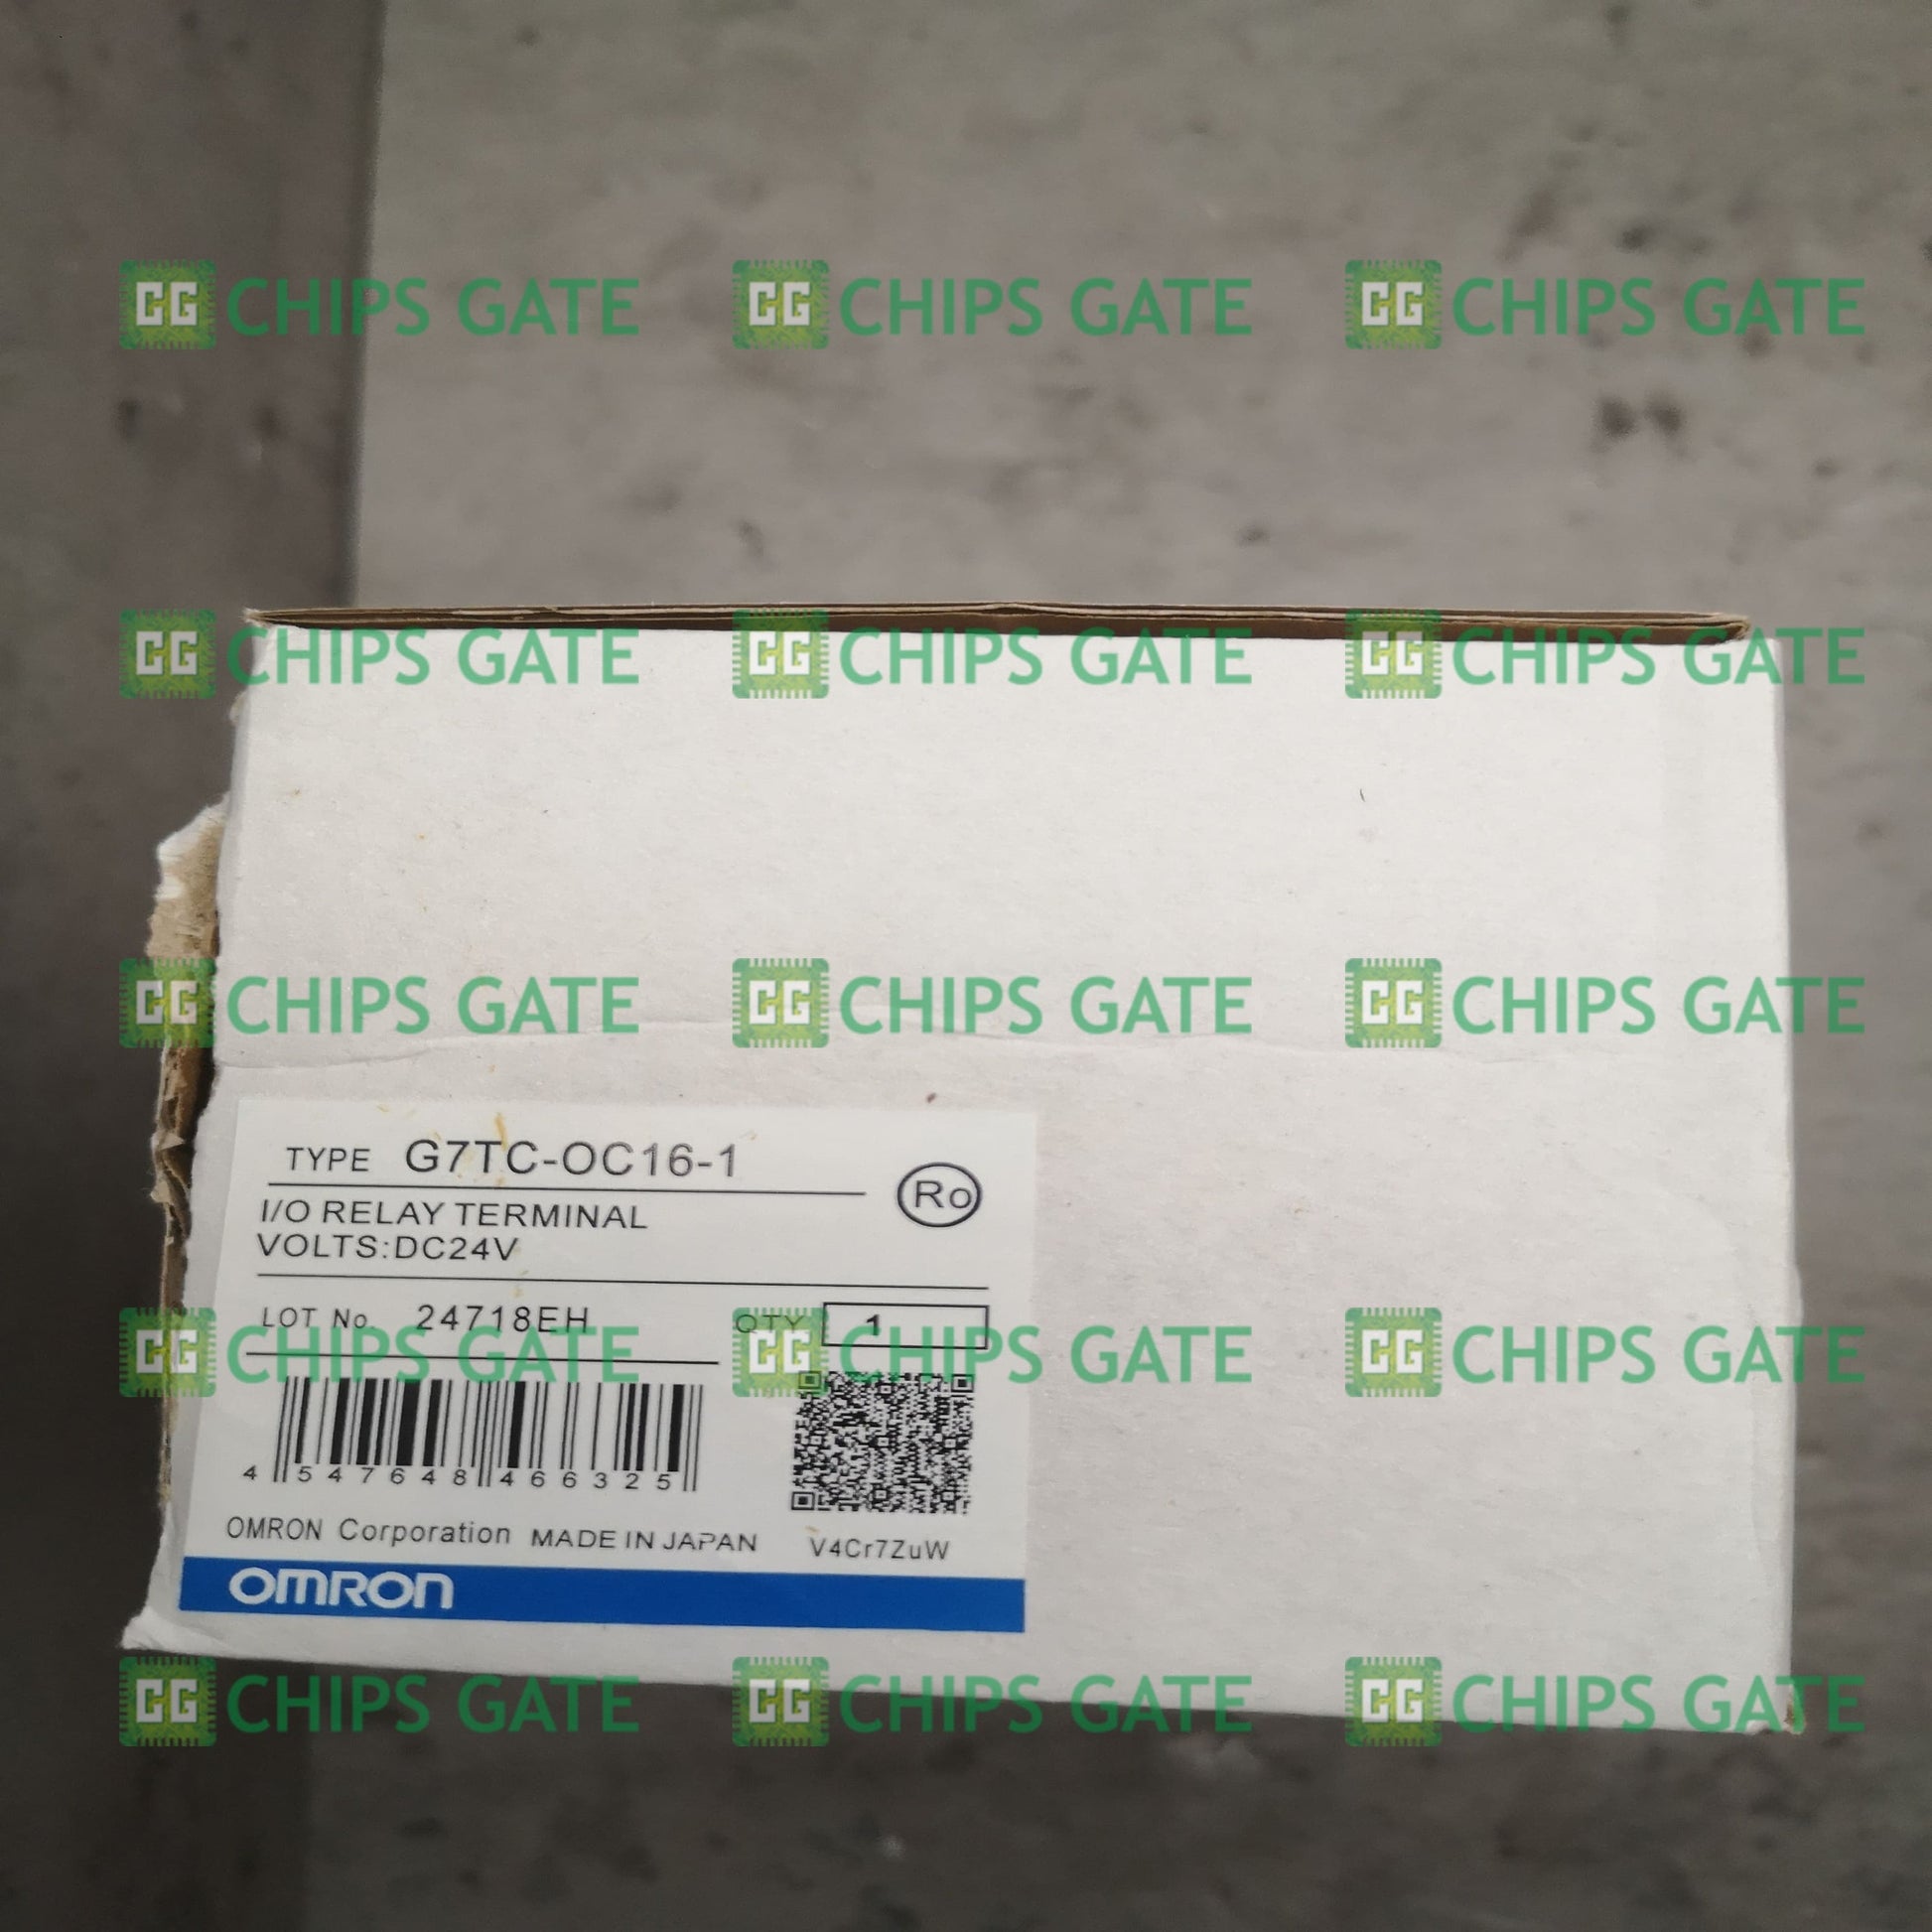 CG CHIPS GATE CG CHIPS GATE CG CHIPS GATE
CG CHIPS GATE CG CHIPS GATE CG CHIPS GATE
CG CHIPS GATE CG CHIPS GATE CG CHIPS GATE
TYPE G7TC-OC16-1
Ro
I/O RELAY TERMINAL
VOLTS:DC24V
LOT No. 24718EH QTY 1
CG CHIPS GATE CG CHIPS GATE CG CHIPS GATE
4 547648 466325
OMRON Corporation MADE IN JAPAN V4Cr7ZuW
OMRON
CG CHIPS GATE CG CHIPS GATE CG CHIPS GATE